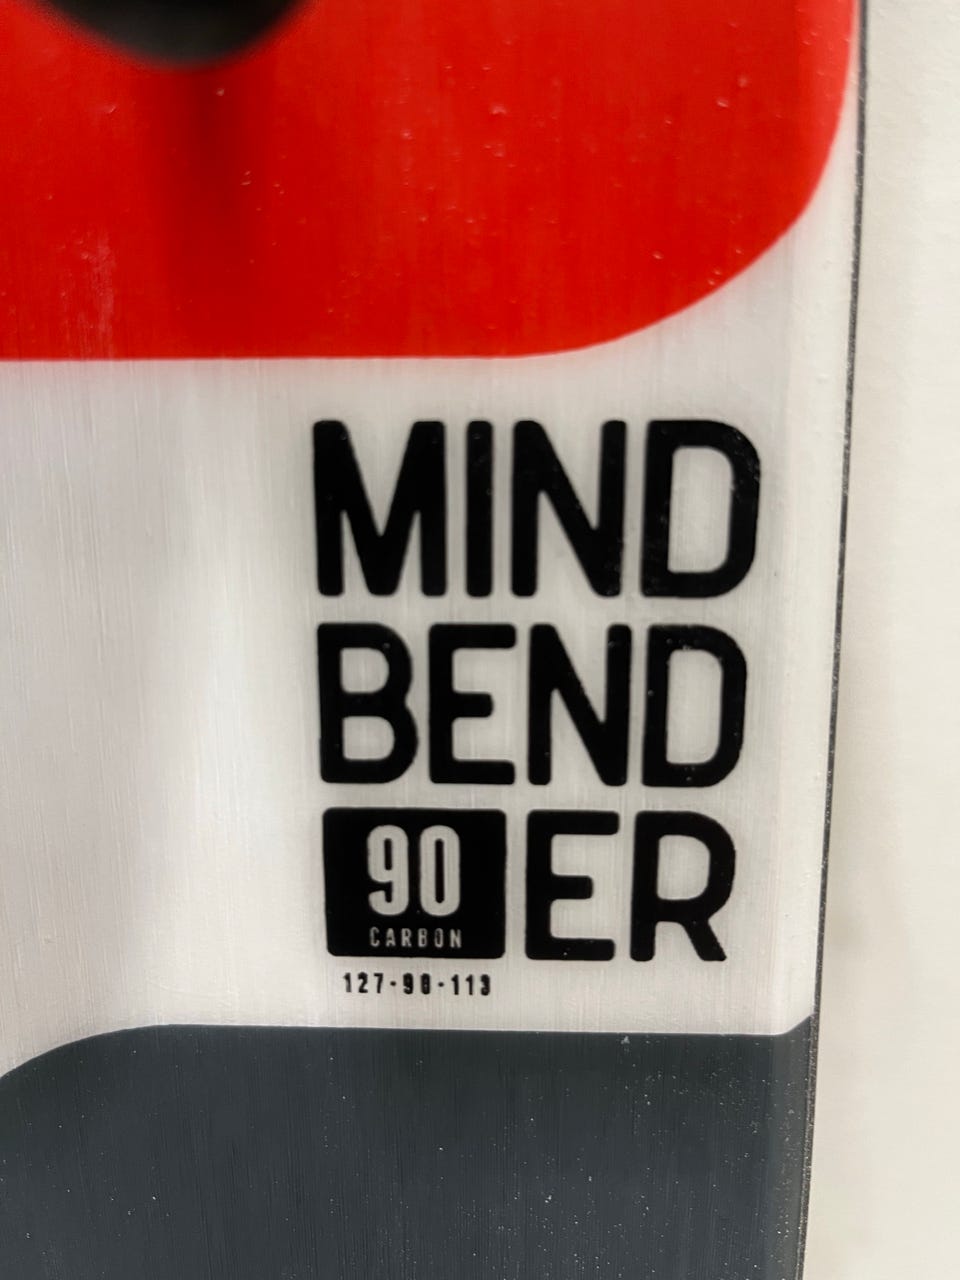 MIND
BEND
90 ER
CARBON
127-90-113